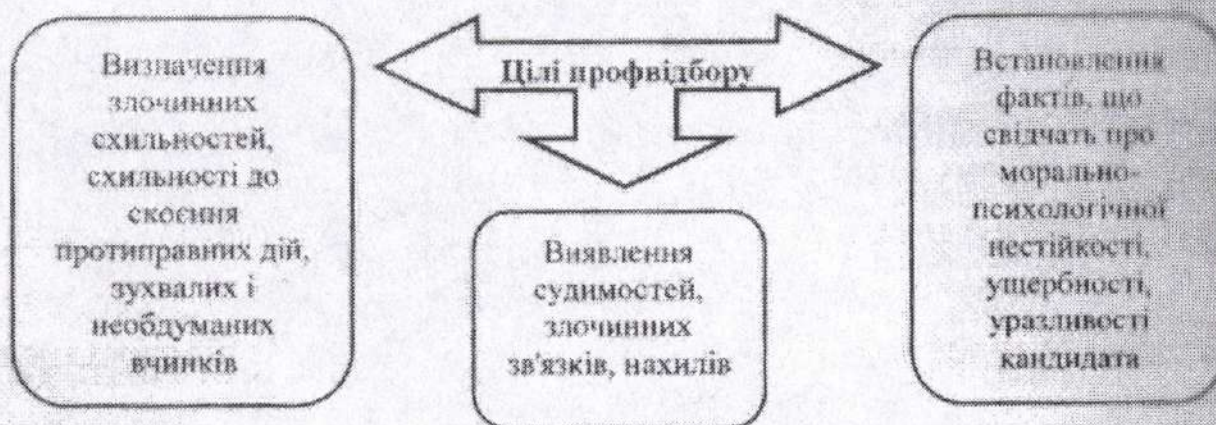 Визначення
злочинних
схильностей,
схильності до
скоєння
протиправних дій,
зухвалих і
необдуманих
вчинків
Цілі профвідбору
Виявлення
судимостей,
злочинних
зв'язків, нахилів
Встановлення
фактів, що
свідчать про
морально-
психологічної
нестійкості,
ущербності,
уразливості
кандидата